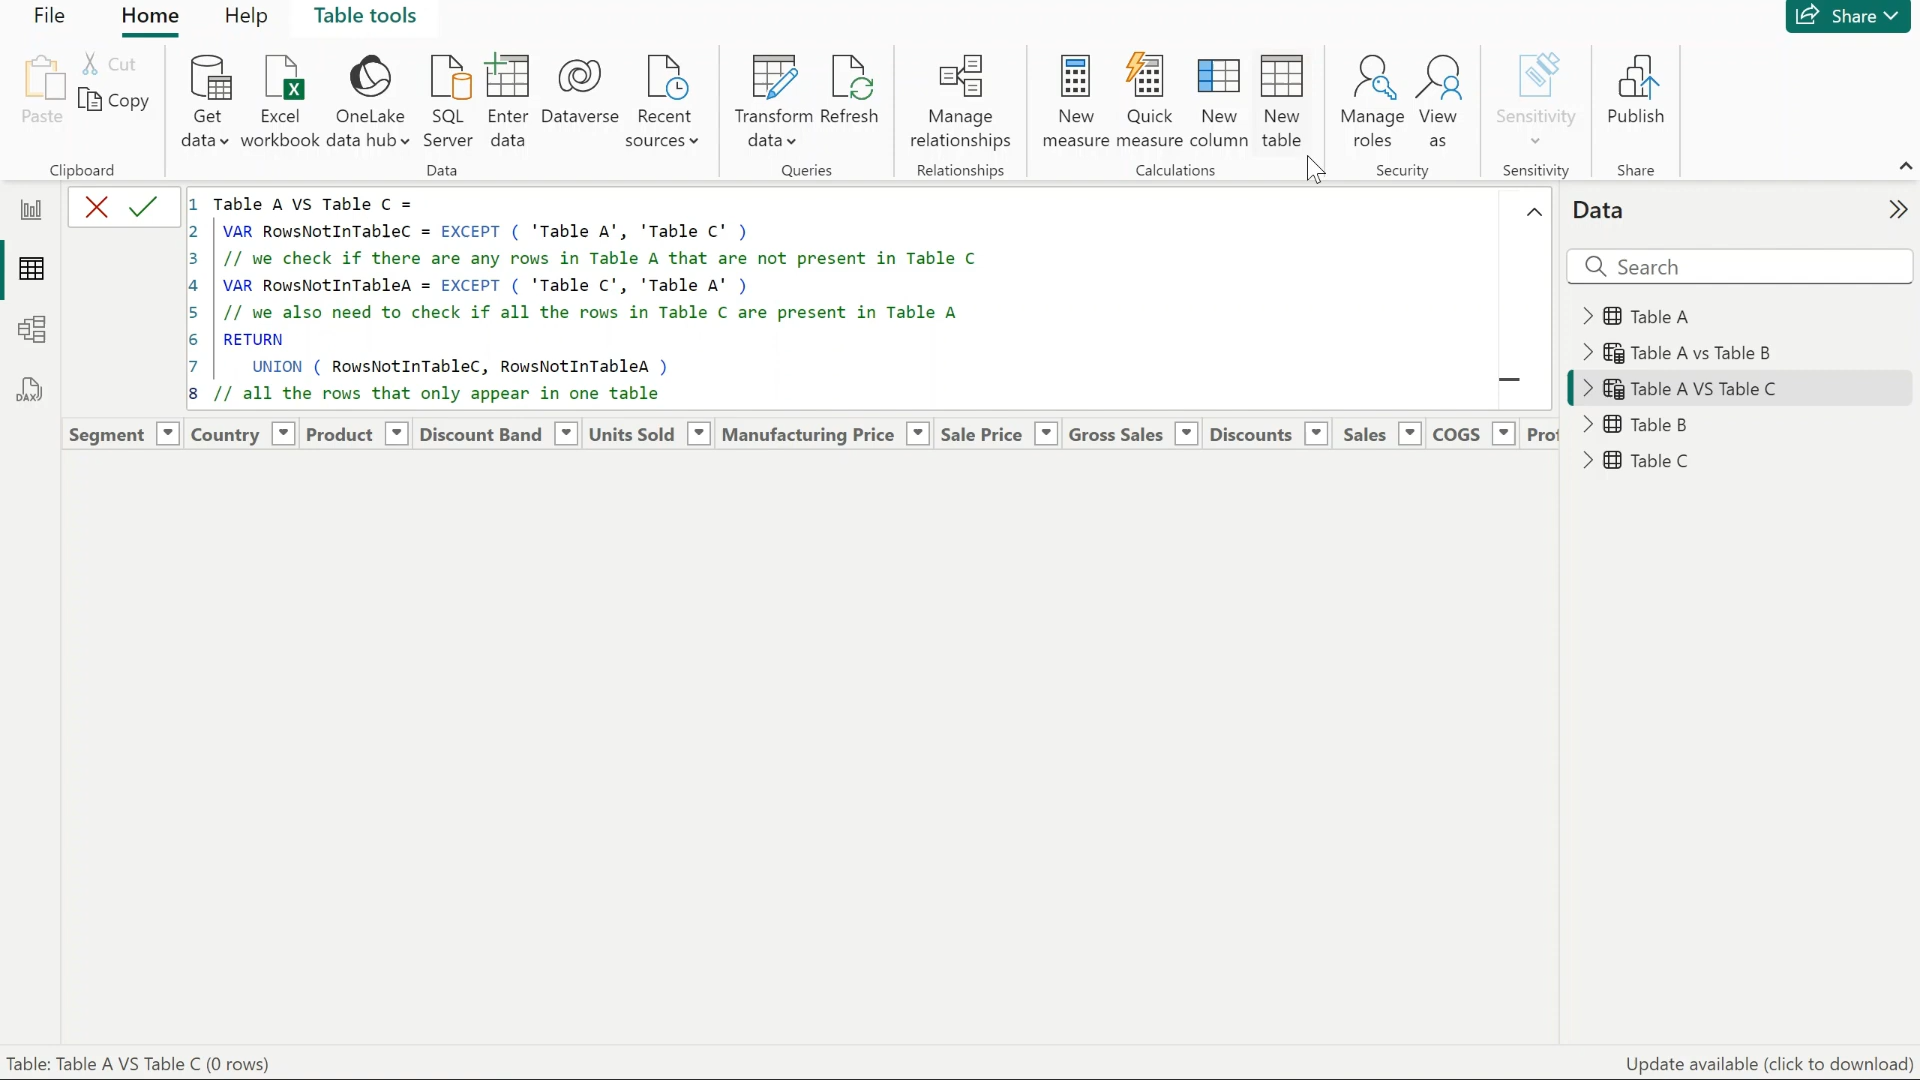 File Home Help Table tools Share
Paste Cut Copy
Get data Excel workbook OneLake data hub SQL Server Enter data Dataverse Recent sources Transform data Refresh Manage relationships New measure Quick measure New column New table Manage roles View as Sensitivity Publish
Clipboard Data Queries Relationships Calculations Security Sensitivity Share
1 Table A VS Table C =
2 VAR RowsNotInTableC = EXCEPT ( 'Table A', 'Table C' )
3 // we check if there are any rows in Table A that are not present in Table C
4 VAR RowsNotInTableA = EXCEPT ( 'Table C', 'Table A' )
5 // we also need to check if all the rows in Table C are present in Table A
6 RETURN
7 UNION ( RowsNotInTableC, RowsNotInTableA )
8 // all the rows that only appear in one table
Segment Country Product Discount Band Units Sold Manufacturing Price Sale Price Gross Sales Discounts Sales COGS Prof
DAX
Data
Search
Table A
Table A vs Table B
Table A VS Table C
Table B
Table C
Table: Table A VS Table C (0 rows)
Update available (click to download)